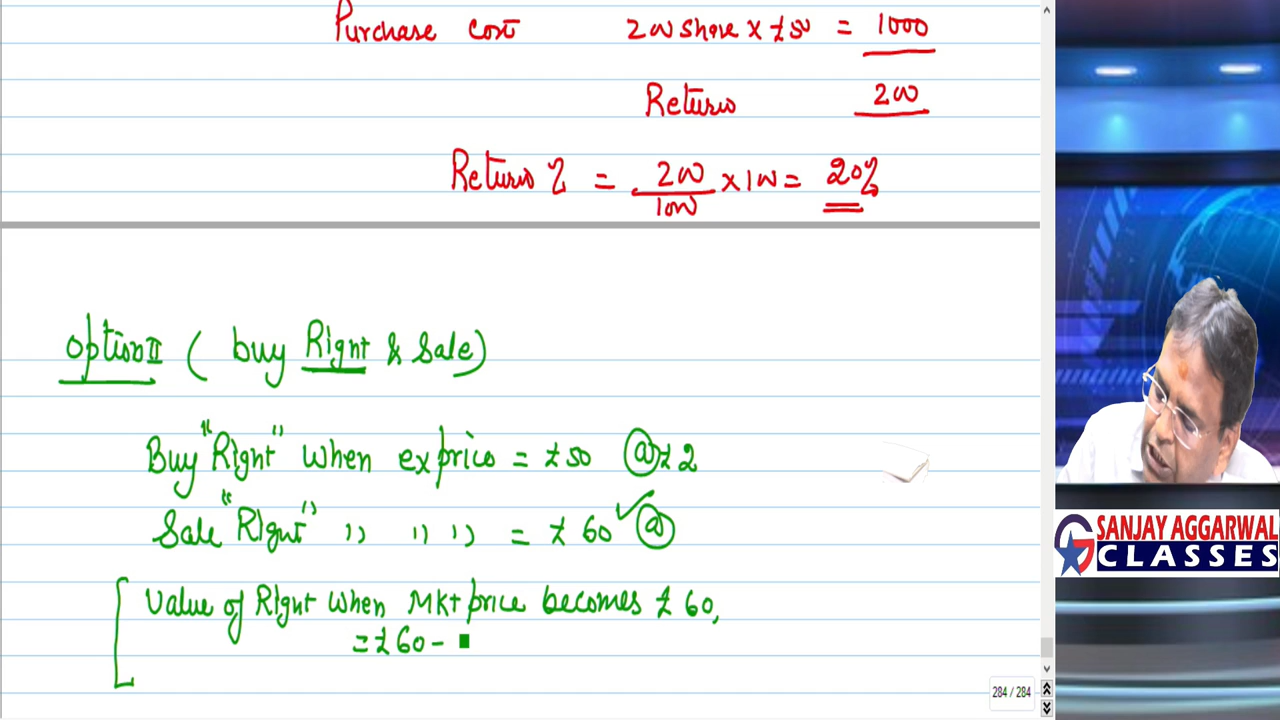 Purchase cost 200 share x ₹50 = 1000
Return 200
Return % = 200/1000 x 100 = 20%
Option II ( buy Right & Sale)
Buy "Right" when ex price = ₹50 @ ₹2
Sale "Right" " " " = ₹60 @
Value of Right when Mkt price becomes ₹60,
= ₹60 -
SANJAY AGGARWAL
CLASSES
284 / 284